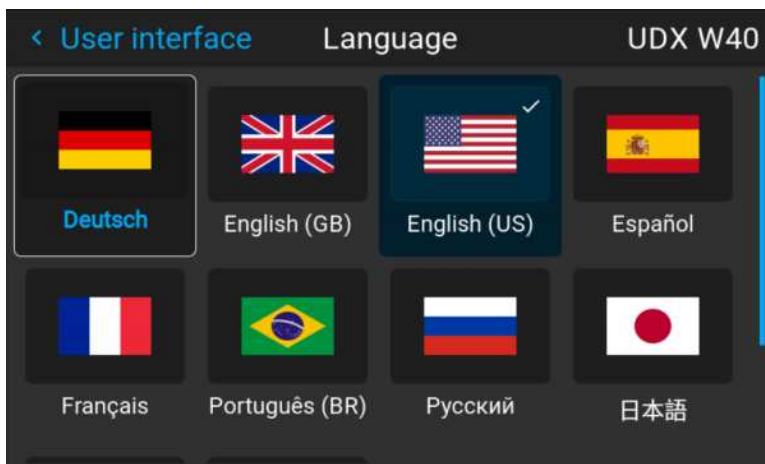 < User interface Language UDX W40
Deutsch English (GB) English (US) Español
Français Português (BR) Русский 日本語